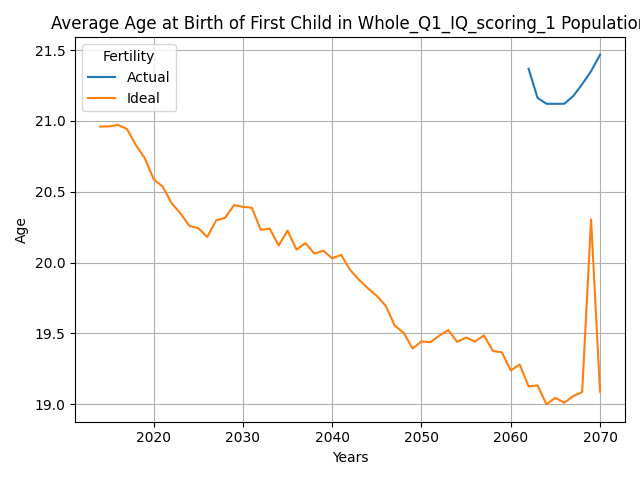 Average Age at Birth of First Child in Whole_Q1_IQ_scoring_1 Population
Fertility
Actual
Ideal
21.5
21.0
20.5
20.0
19.5
19.0
Age
2020 2030 2040 2050 2060 2070
Years